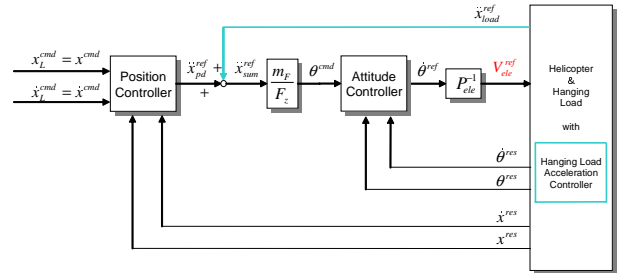 ẍ_load^ref
x_L^cmd = x^cmd
ẋ_L^cmd = ẋ^cmd
Position
Controller
ẍ_pd^ref
+
+
ẍ_sum^ref
m_F
F_z
θ^cmd
Attitude
Controller
θ̇^ref
P_ele^-1
V_ele^ref
Helicopter
&
Hanging
Load
with
Hanging Load
Acceleration
Controller
θ̇^res
θ^res
ẋ^res
x^res